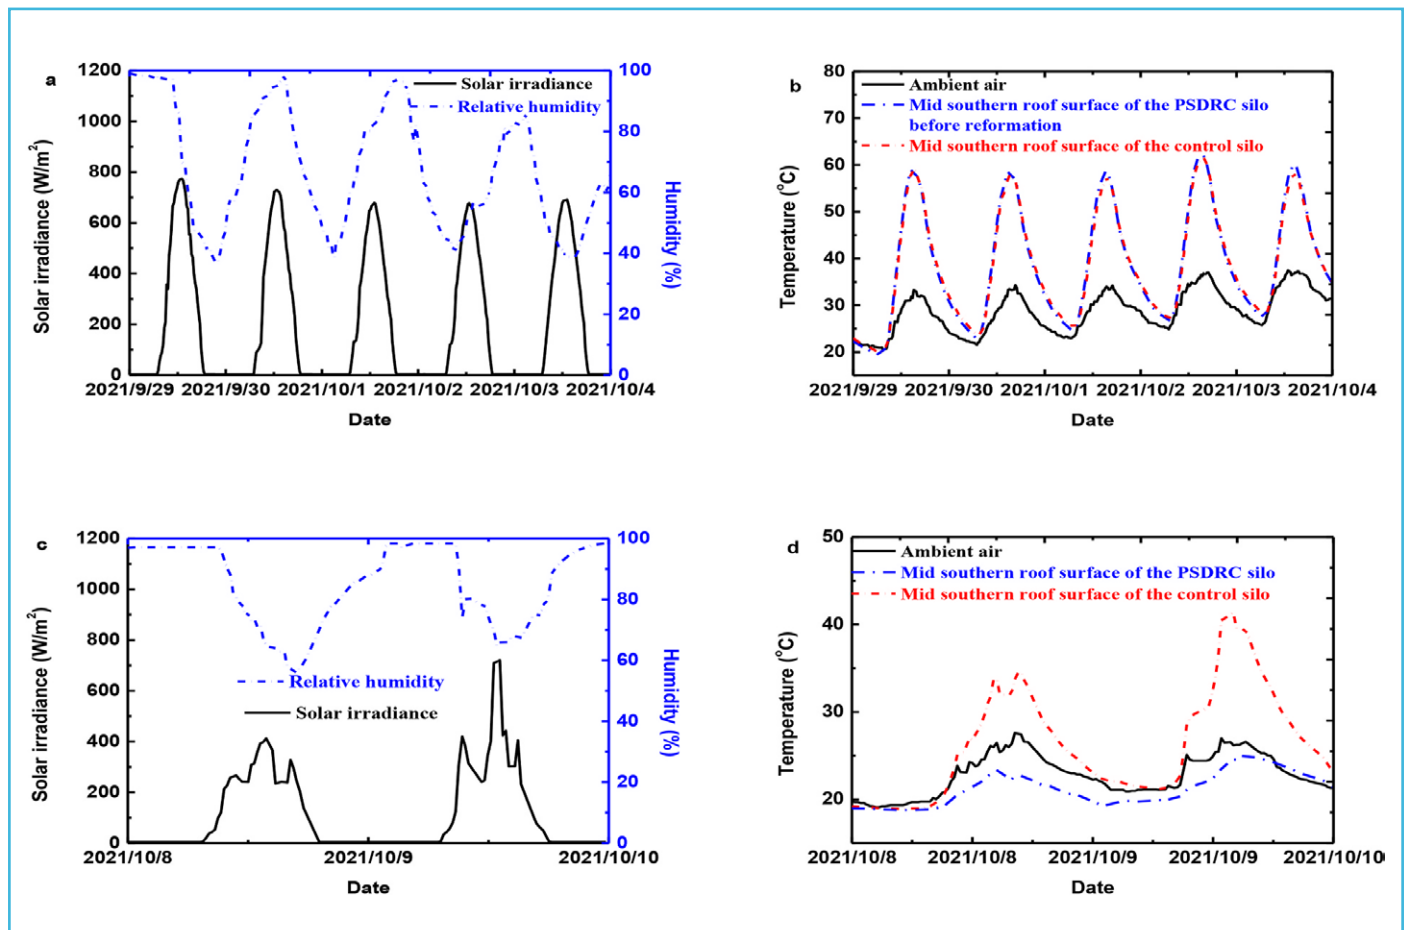 a
1200
1000
800
600
400
200
0
Solar irradiance (W/m²)
Solar irradiance
Relative humidity
100
80
60
40
20
0
Humidity (%)
2021/9/29 2021/9/30 2021/10/1 2021/10/2 2021/10/3 2021/10/4
Date
b
80
70
60
50
40
30
20
Temperature (°C)
Ambient air
Mid southern roof surface of the PSDRC silo
before reformation
Mid southern roof surface of the control silo
2021/9/29 2021/9/30 2021/10/1 2021/10/2 2021/10/3 2021/10/4
Date
c
1200
1000
800
600
400
200
0
Solar irradiance (W/m²)
Relative humidity
Solar irradiance
100
80
60
40
20
0
Humidity (%)
2021/10/8 2021/10/9 2021/10/10
Date
d
50
40
30
20
Temperature (°C)
Ambient air
Mid southern roof surface of the PSDRC silo
Mid southern roof surface of the control silo
2021/10/8 2021/10/8 2021/10/9 2021/10/9 2021/10/10
Date